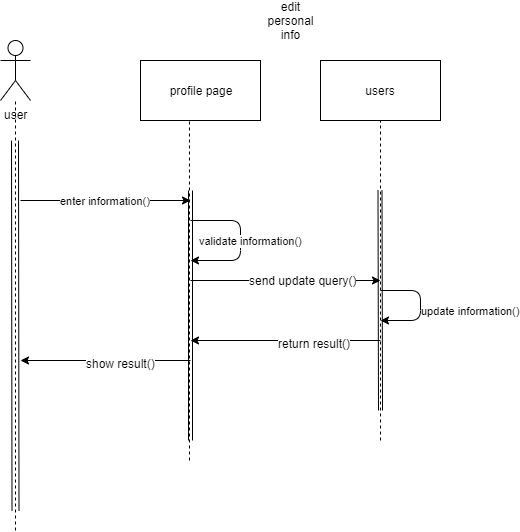 edit
personal
info
profile page
users
user
enter information()
validate information()
send update query()
update information()
return result()
show result()